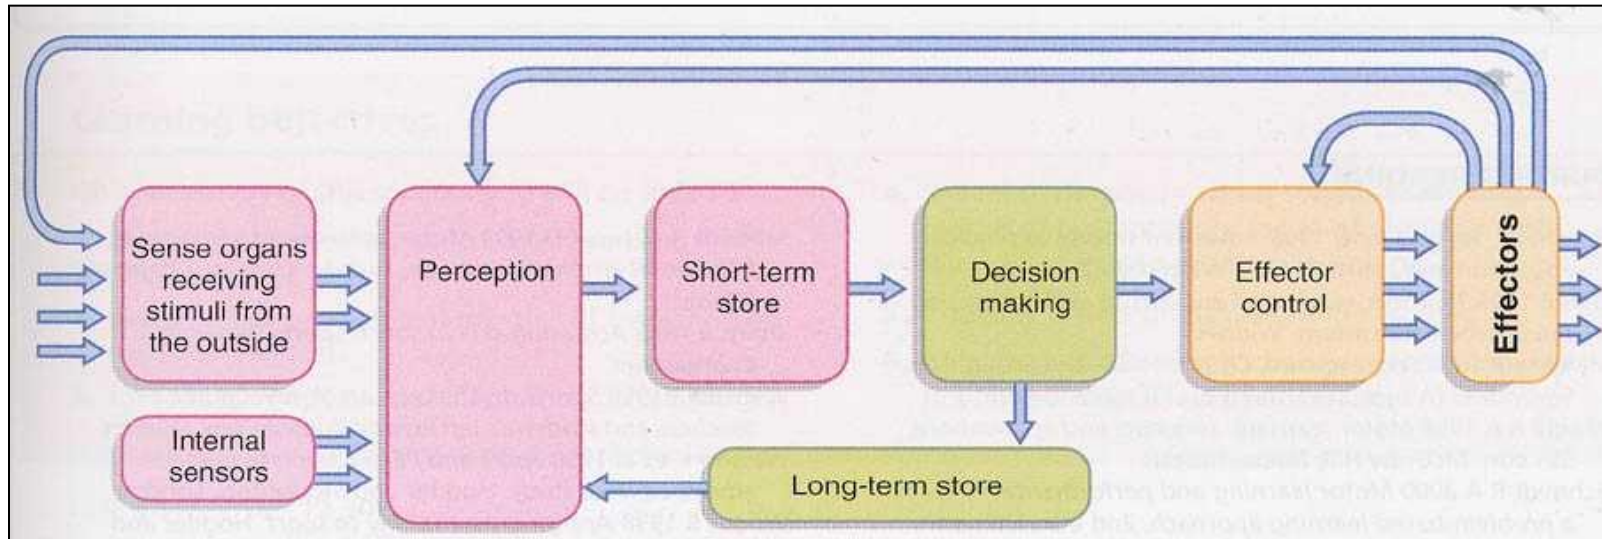 Sense organs
receiving
stimuli from
the outside
Internal
sensors
Perception
Short-term
store
Decision
making
Long-term store
Effector
control
Effectors